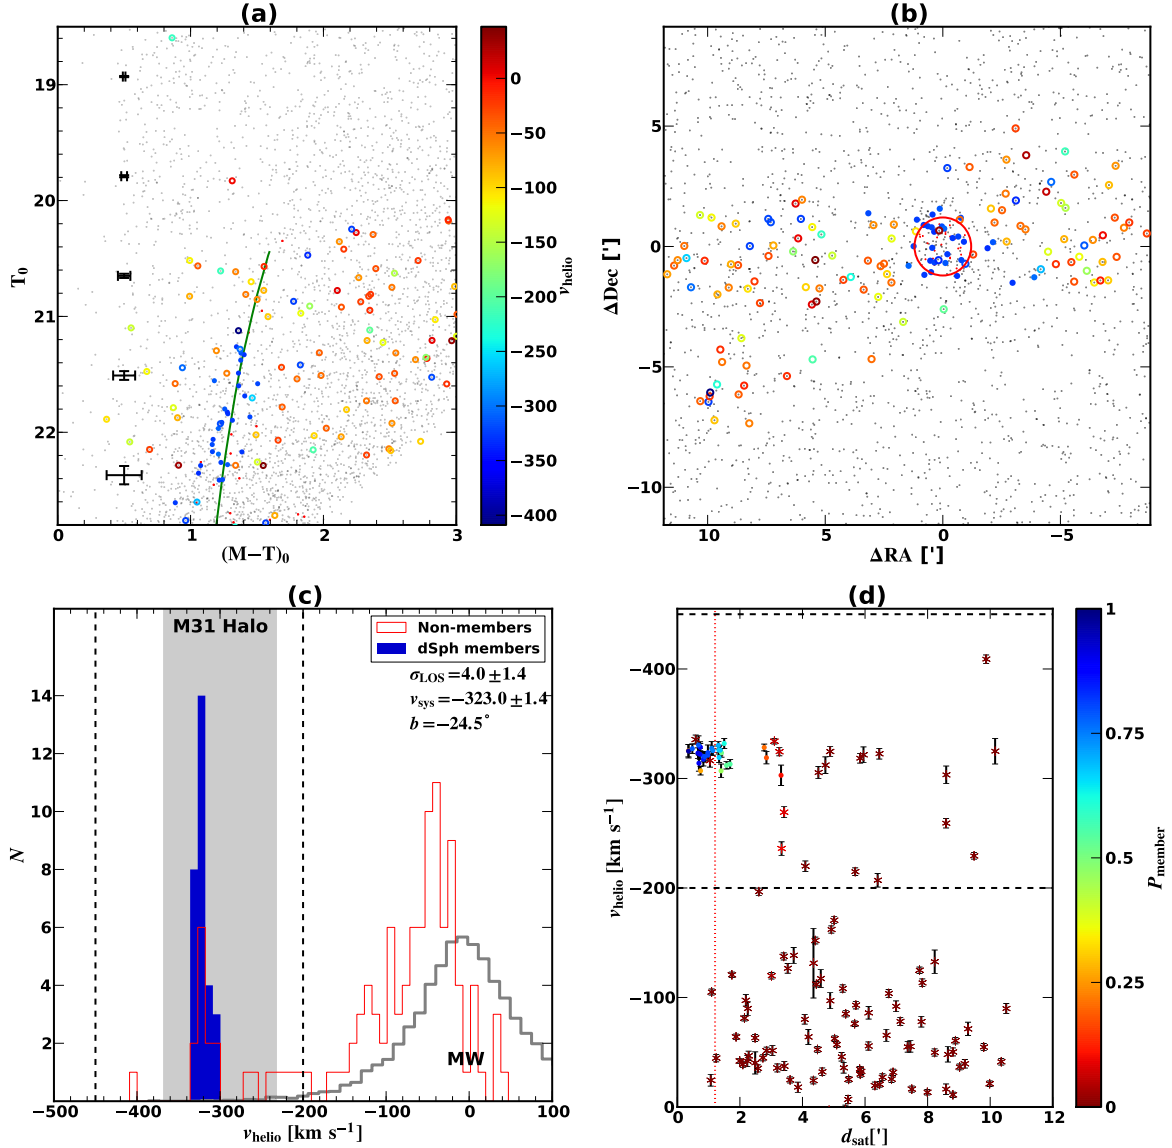 (a)
19
20
21
22
T0
0
1
2
3
(M−T)0
0
−50
−100
−150
−200
−250
−300
−350
−400
vhelio
(b)
5
0
−5
−10
ΔDec [']
10
5
0
−5
ΔRA [']
(c)
M31 Halo
Non-members
dSph members
σLOS=4.0±1.4
vsys=−323.0±1.4
b=−24.5°
MW
14
12
10
8
6
4
2
N
−500
−400
−300
−200
−100
0
100
vhelio [km s−1]
(d)
−400
−300
−200
−100
0
vhelio [km s−1]
0
2
4
6
8
10
12
dsat[']
1
0.75
0.5
0.25
0
Pmember